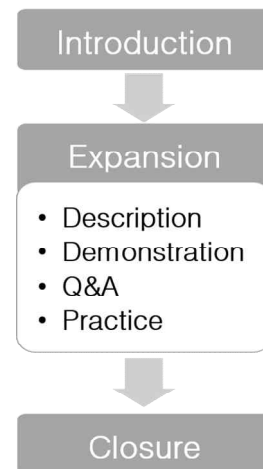 Introduction
Expansion
• Description
• Demonstration
• Q&A
• Practice
Closure